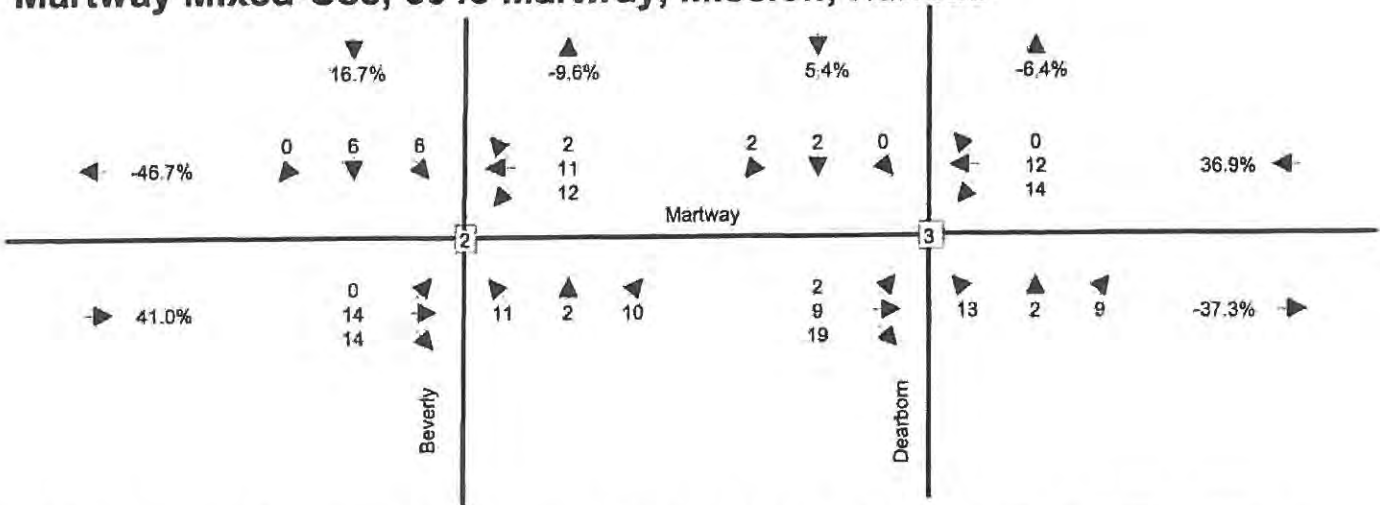 16.7% -9.6% 5.4% -6.4%
0 6 6 2 2 2 0 0
-46.7% 11 12 36.9%
12 14
Martway
2 3
0 2
41.0% 14 11 2 10 9 13 2 9 -37.3%
14 19
Beverly Dearborn